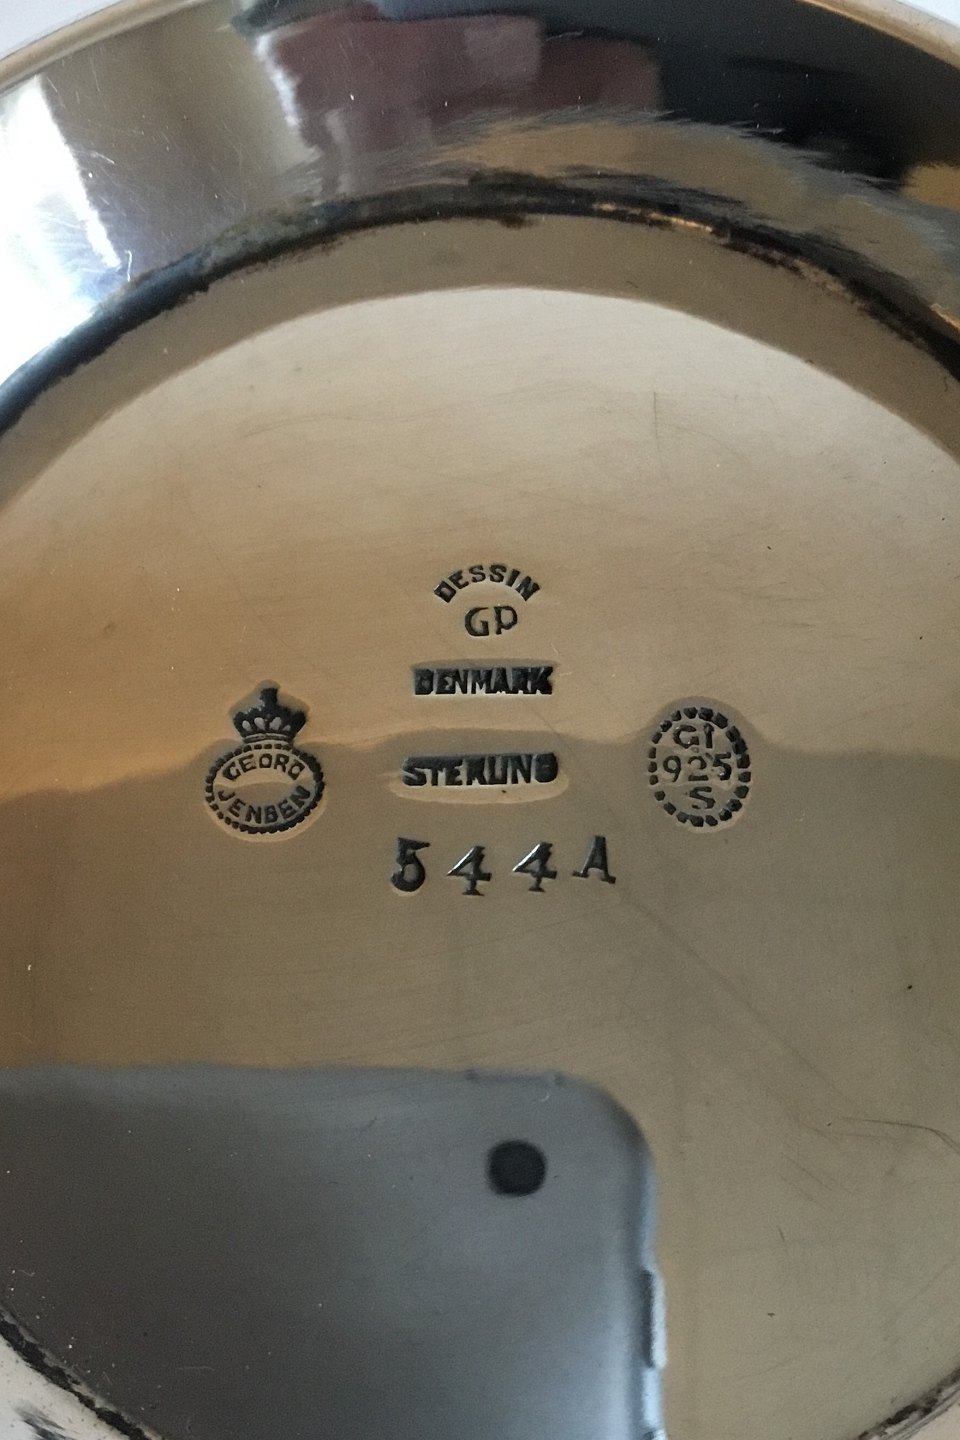 DESSIN
GP
DENMARK
GEORG
JENSEN
STERLING
GI
925
S
544A